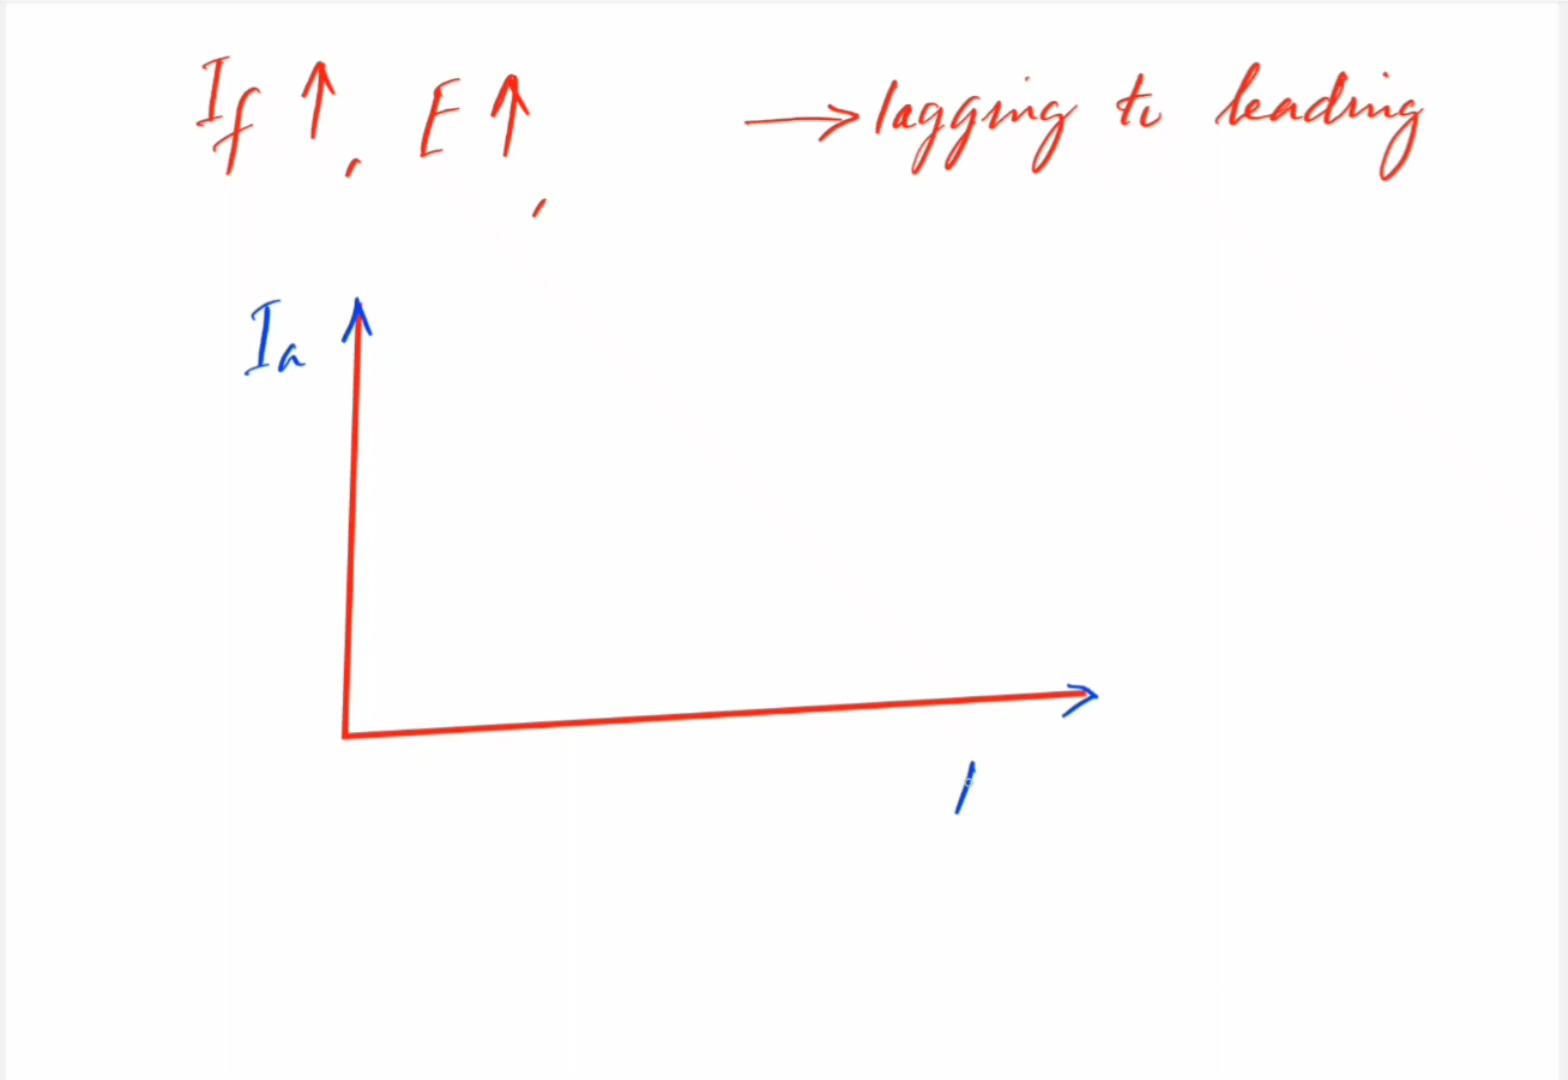 If ↑, E ↑, → lagging to leading
Ia